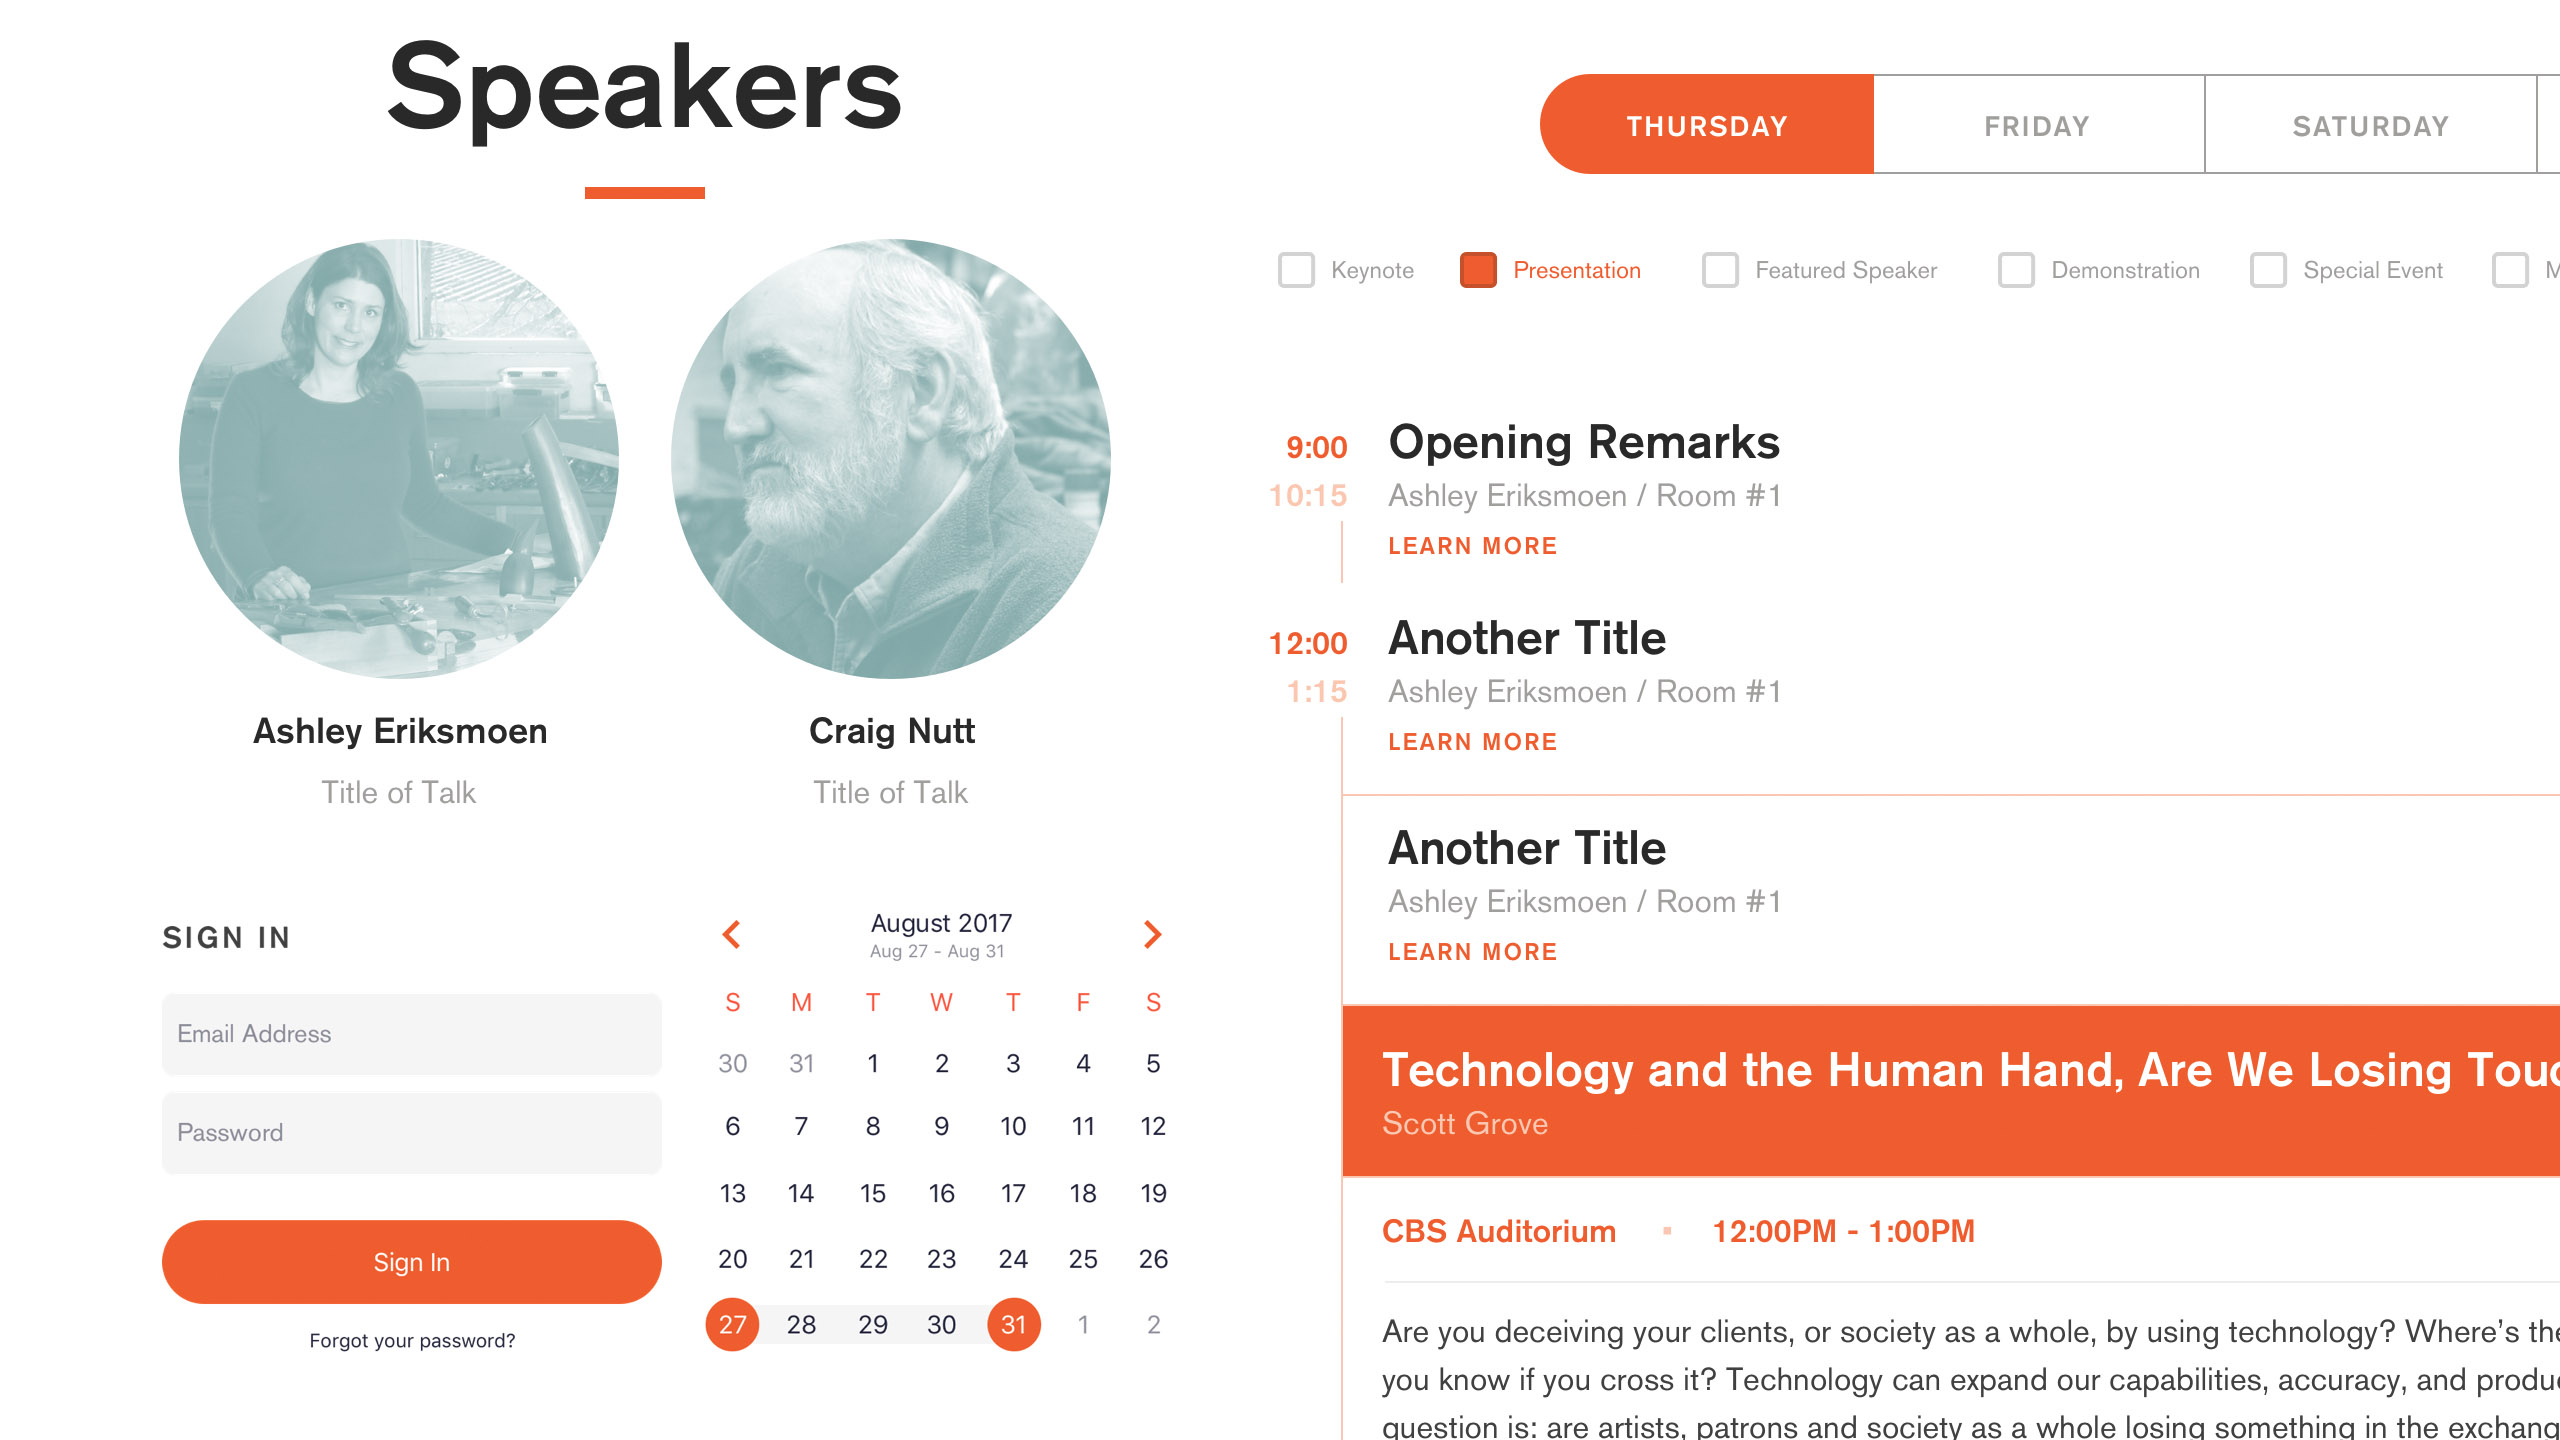 Speakers
Ashley Eriksmoen
Title of Talk
Craig Nutt
Title of Talk
SIGN IN
Email Address
Password
Sign In
Forgot your password?
August 2017
Aug 27 - Aug 31
S M T W T F S
30 31 1 2 3 4 5
6 7 8 9 10 11 12
13 14 15 16 17 18 19
20 21 22 23 24 25 26
27 28 29 30 31 1 2
THURSDAY FRIDAY SATURDAY
Keynote Presentation Featured Speaker Demonstration Special Event
9:00 Opening Remarks
10:15 Ashley Eriksmoen / Room #1
LEARN MORE
12:00 Another Title
1:15 Ashley Eriksmoen / Room #1
LEARN MORE
Another Title
Ashley Eriksmoen / Room #1
LEARN MORE
Technology and the Human Hand, Are We Losing
Scott Grove
CBS Auditorium ▪ 12:00PM - 1:00PM
Are you deceiving your clients, or society as a whole, by using technology? Where’s
you know if you cross it? Technology can expand our capabilities, accuracy, and
question is: are artists, patrons and society as a whole losing something in the